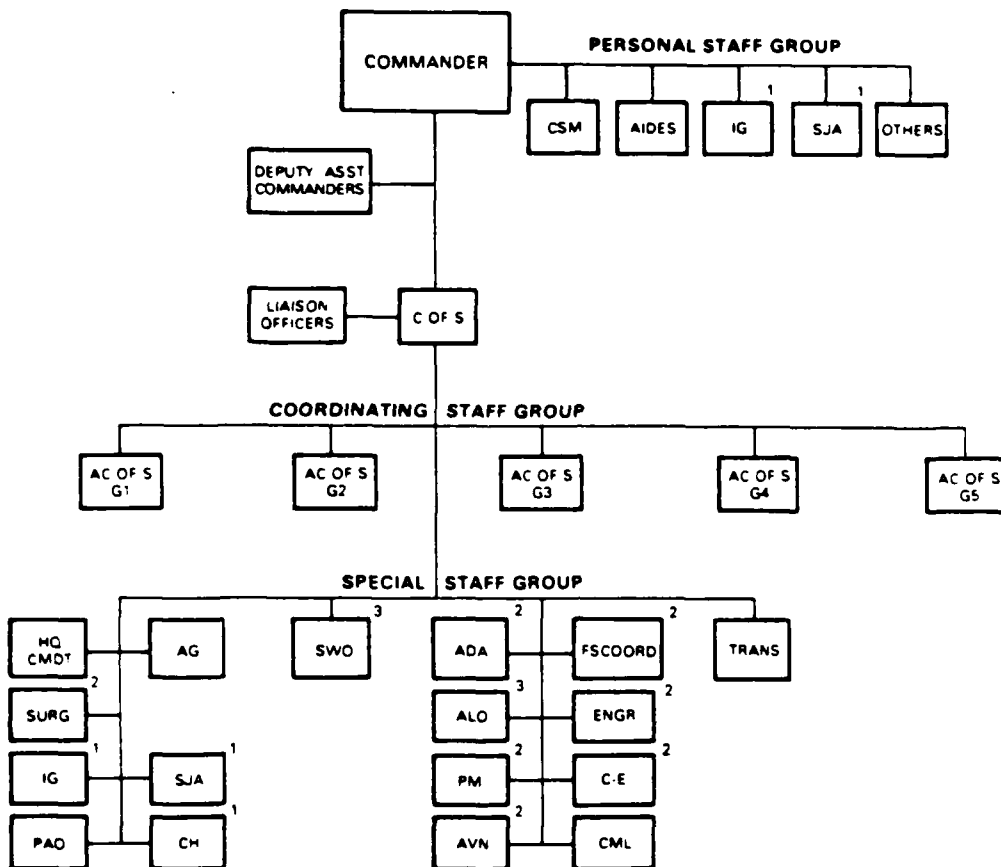 COMMANDER
PERSONAL STAFF GROUP
1
1
CSM
AIDES
IG
SJA
OTHERS
DEPUTY ASST
COMMANDERS
LIAISON
OFFICERS
C OF S
COORDINATING STAFF GROUP
AC OF S
G1
AC OF S
G2
AC OF S
G3
AC OF S
G4
AC OF S
G5
SPECIAL STAFF GROUP
HQ
CMDT
AG
3
SWO
2
ADA
2
FSCOORD
TRANS
2
SURG
3
ALO
2
ENGR
1
IG
1
SJA
2
PM
2
C-E
PAO
1
CH
2
AVN
CML